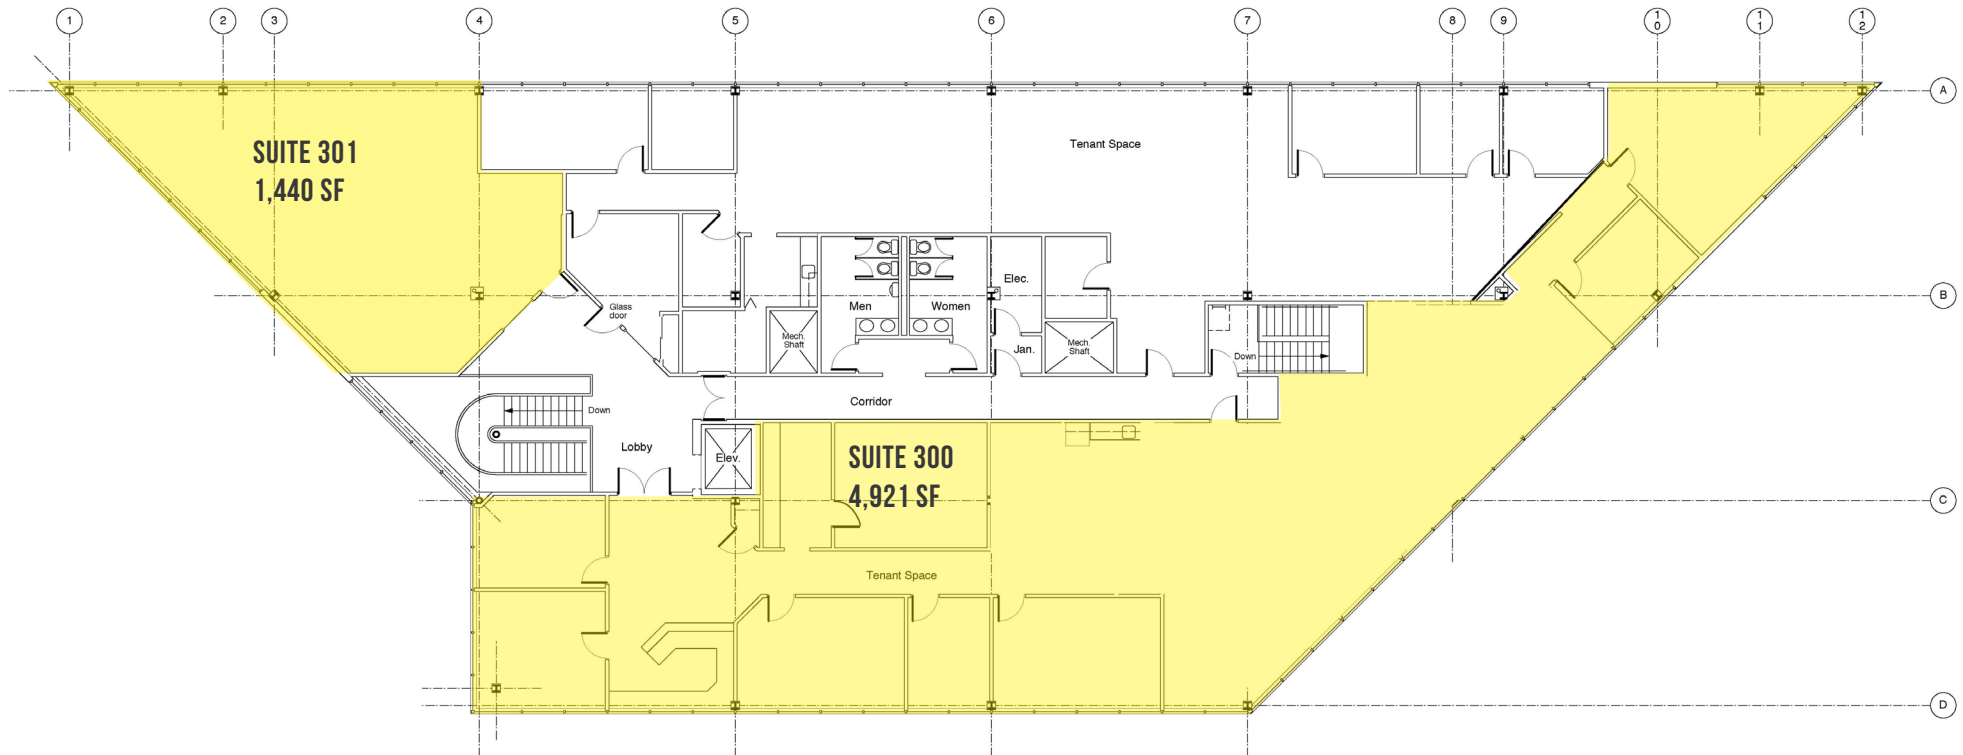 1
2
3
4
5
6
7
8
9
10
11
12
A
SUITE 301
1,440 SF
Tenant Space
Elec.
B
Glass
door
Men
Women
Mech.
Shaft
Jan.
Mech.
Shaft
Down
Down
Corridor
Lobby
Elev.
SUITE 300
4,921 SF
C
Tenant Space
D